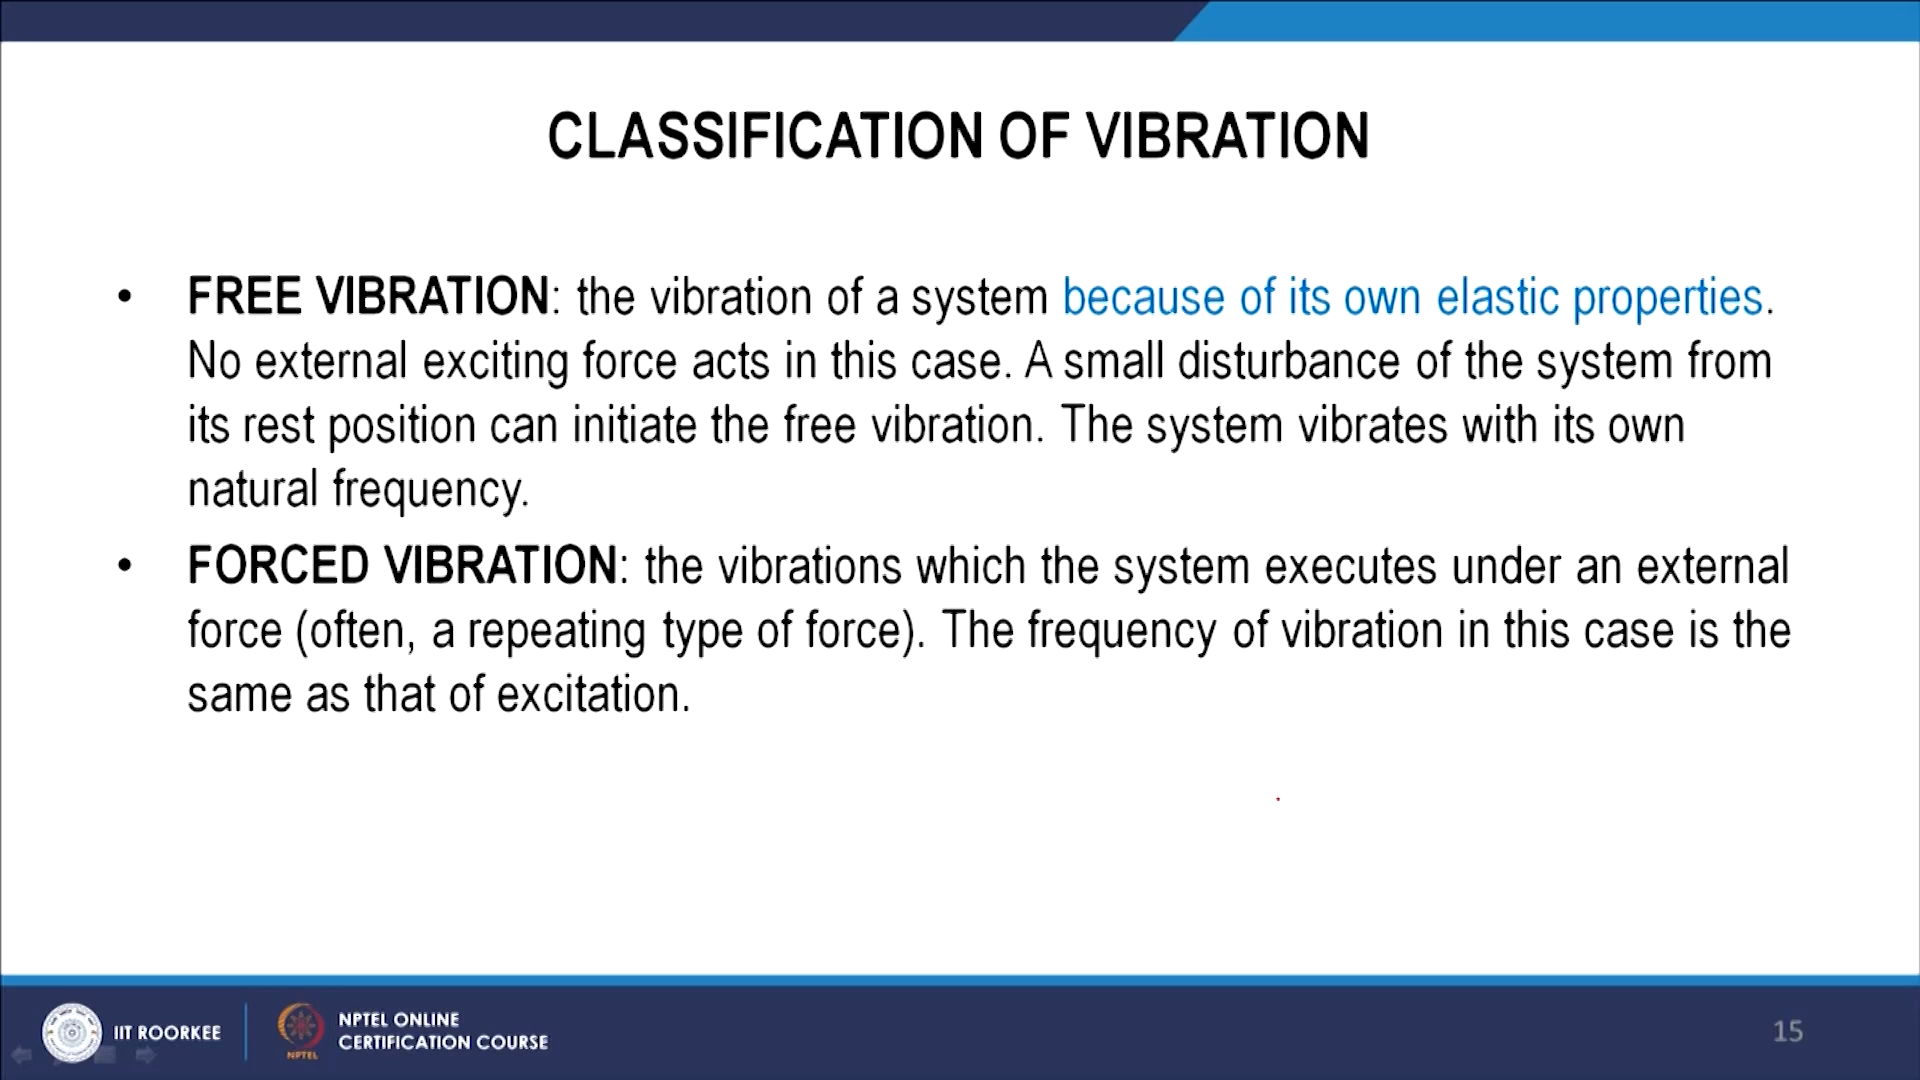 CLASSIFICATION OF VIBRATION
• FREE VIBRATION: the vibration of a system because of its own elastic properties.
No external exciting force acts in this case. A small disturbance of the system from
its rest position can initiate the free vibration. The system vibrates with its own
natural frequency.
• FORCED VIBRATION: the vibrations which the system executes under an external
force (often, a repeating type of force). The frequency of vibration in this case is the
same as that of excitation.
IIT ROORKEE
NPTEL
NPTEL ONLINE
CERTIFICATION COURSE
15